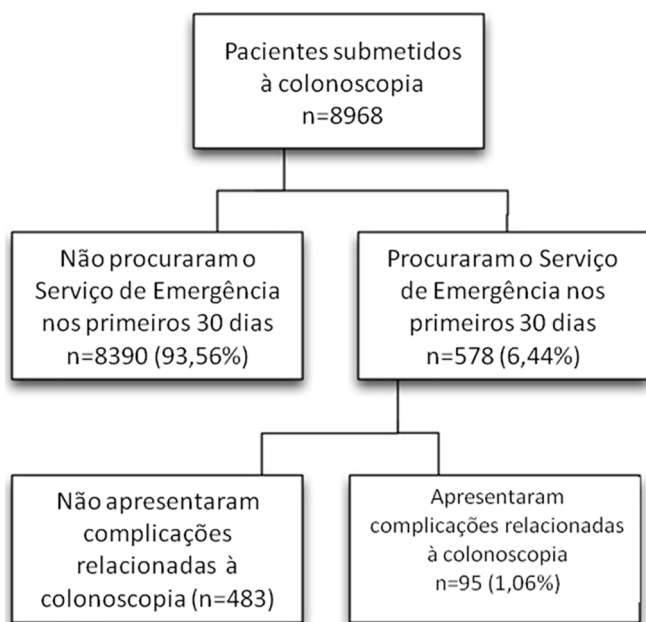 Pacientes submetidos
à colonoscopia
n=8968
Não procuraram o
Serviço de Emergência
nos primeiros 30 dias
n=8390 (93,56%)
Procuraram o Serviço
de Emergência nos
primeiros 30 dias
n=578 (6,44%)
Não apresentaram
complicações
relacionadas à
colonoscopia (n=483)
Apresentaram
complicações relacionadas
à colonoscopia
n=95 (1,06%)